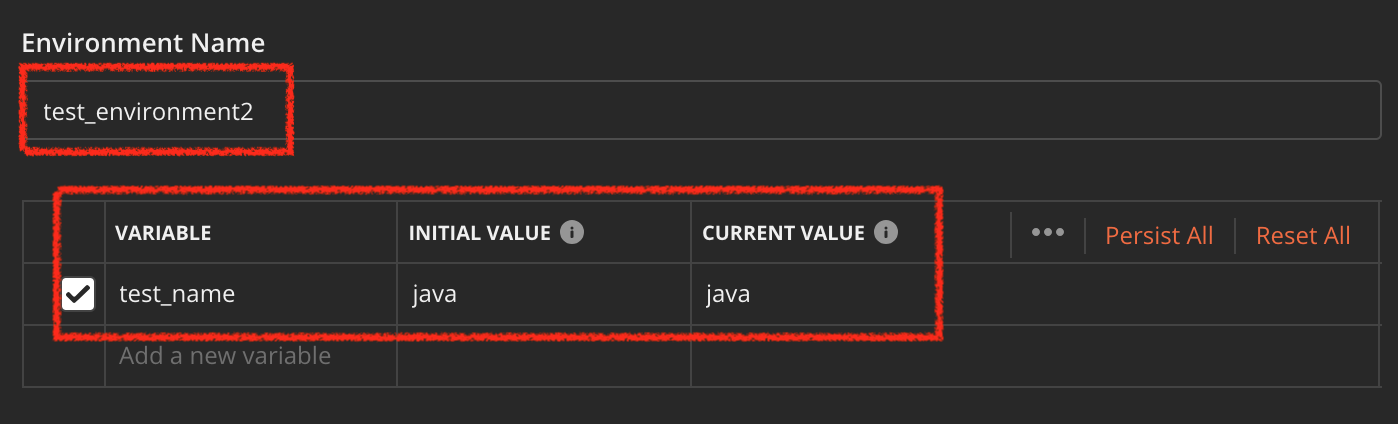 Environment Name
test_environment2
VARIABLE INITIAL VALUE CURRENT VALUE ••• Persist All Reset All
test_name java java
Add a new variable